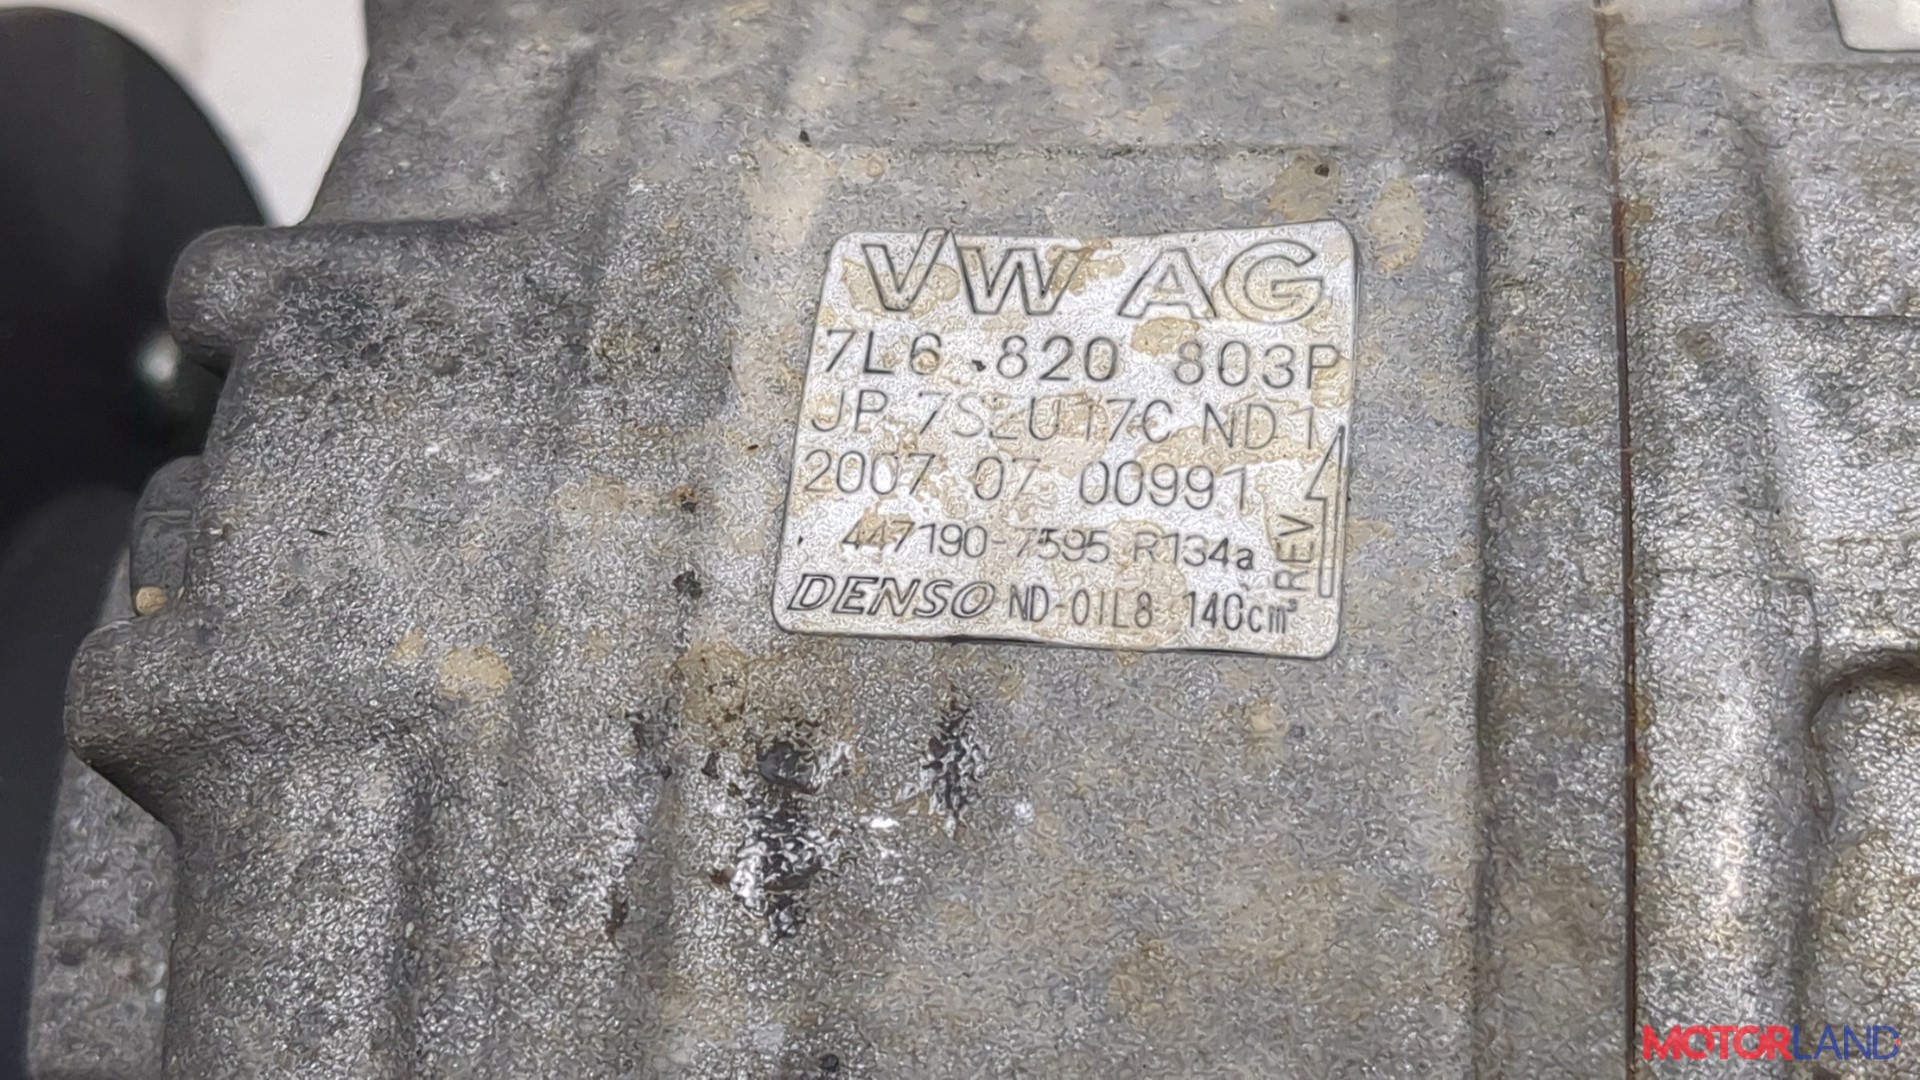 VW AG
7L6 820 803P
JP 7SEU17C ND1
2007 07 00991
447190-7595 R134a
DENSO ND-OIL8 140cm³
REV
MOTORLAND